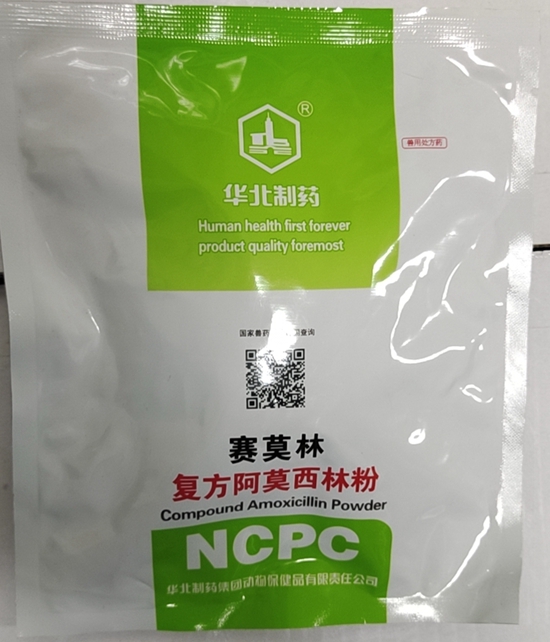 ®
兽用处方药
华北制药
Human health first forever
product quality foremost
国家兽药 查询
赛莫林
复方阿莫西林粉
Compound Amoxicillin Powder
NCPC
华北制药集团动物保健品有限责任公司